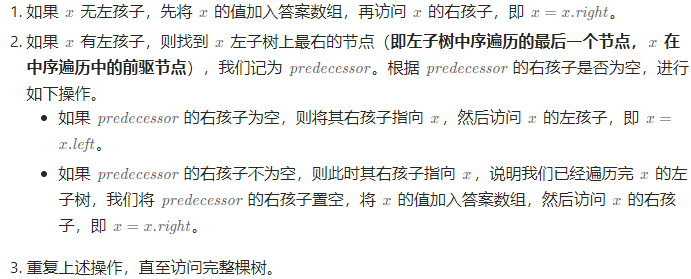 1. 如果 x 无左孩子，先将 x 的值加入答案数组，再访问 x 的右孩子，即 x = x.right。
2. 如果 x 有左孩子，则找到 x 左子树上最右的节点（即左子树中序遍历的最后一个节点，x 在
中序遍历中的前驱节点），我们记为 predecessor。根据 predecessor 的右孩子是否为空，进行
如下操作。
• 如果 predecessor 的右孩子为空，则将其右孩子指向 x，然后访问 x 的左孩子，即 x =
x.left。
• 如果 predecessor 的右孩子不为空，则此时其右孩子指向 x，说明我们已经遍历完 x 的左
子树，我们将 predecessor 的右孩子置空，将 x 的值加入答案数组，然后访问 x 的右孩
子，即 x = x.right。
3. 重复上述操作，直至访问完整棵树。